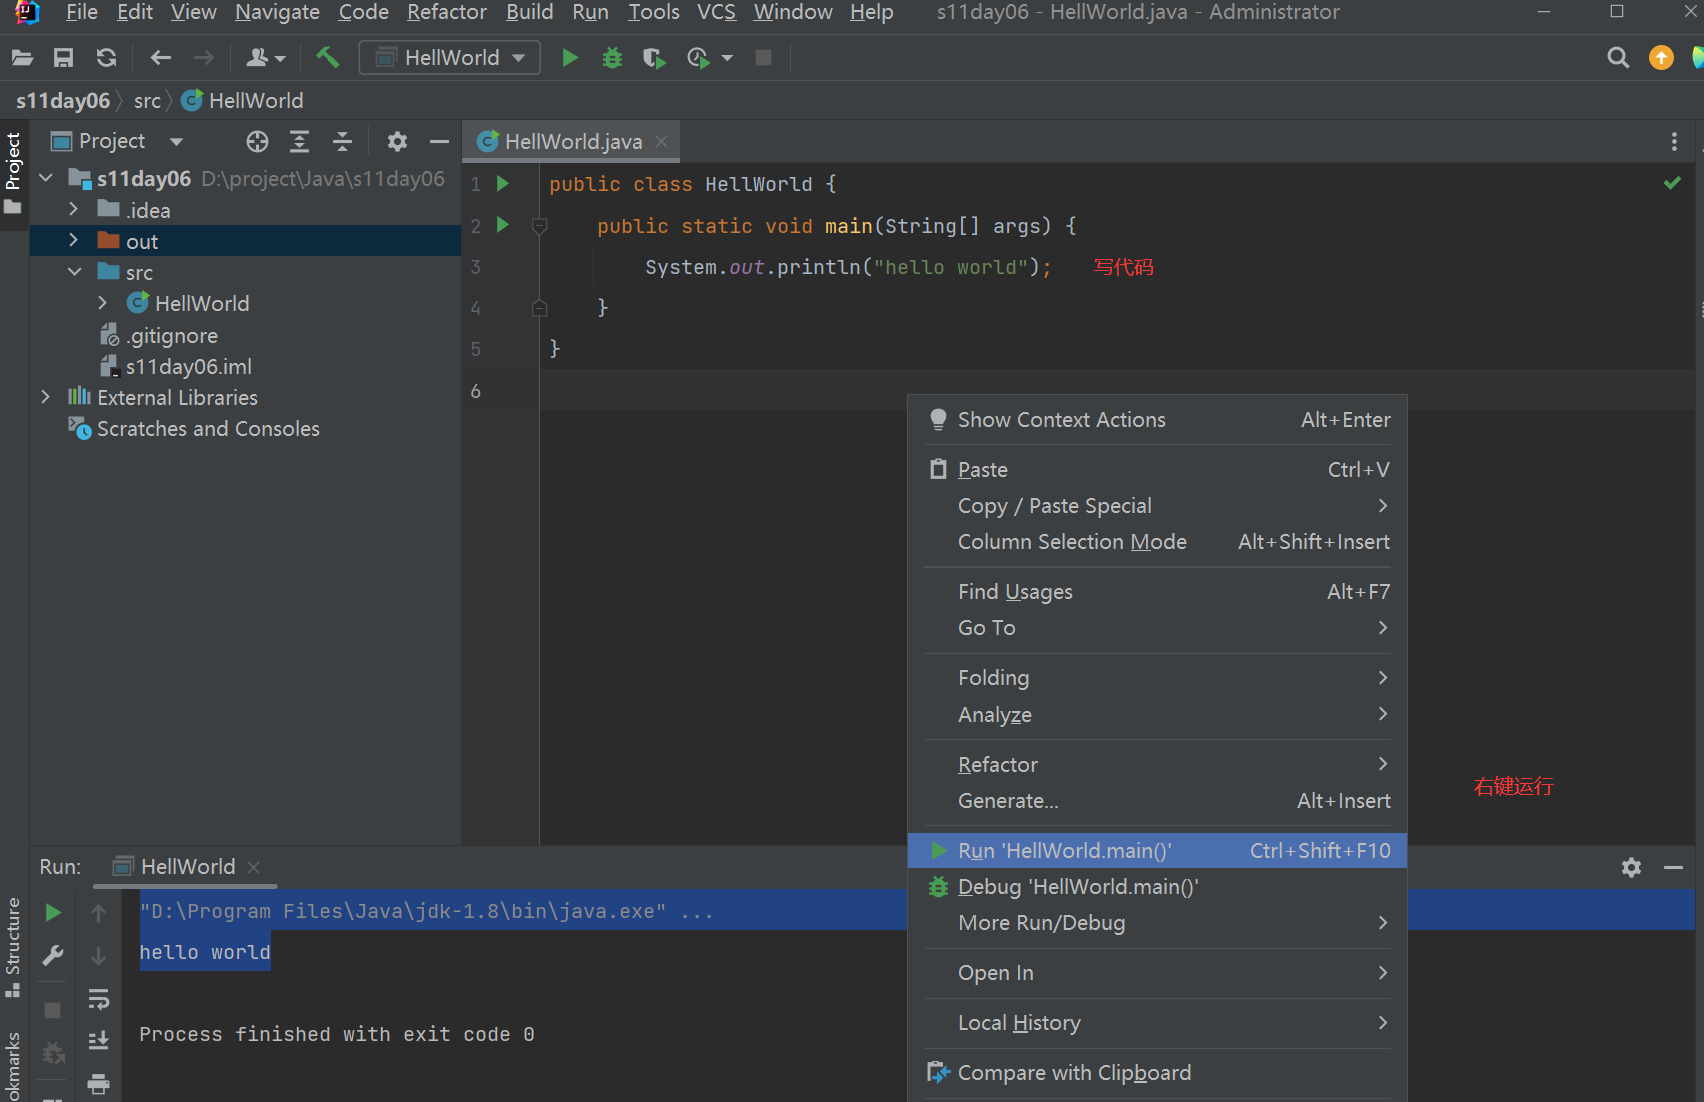 File Edit View Navigate Code Refactor Build Run Tools VCS Window Help s11day06 - HellWorld.java - Administrator
HellWorld
s11day06 src HellWorld
Project
Project
HellWorld.java
s11day06 D:\project\Java\s11day06
.idea
out
src
HellWorld
.gitignore
s11day06.iml
External Libraries
Scratches and Consoles
1 public class HellWorld {
2 public static void main(String[] args) {
3 System.out.println("hello world"); 写代码
4 }
5 }
6
Show Context Actions Alt+Enter
Paste Ctrl+V
Copy / Paste Special
Column Selection Mode Alt+Shift+Insert
Find Usages Alt+F7
Go To
Folding
Analyze
Refactor
Generate... Alt+Insert
Run 'HellWorld.main()' Ctrl+Shift+F10
Debug 'HellWorld.main()'
More Run/Debug
Open In
Local History
Compare with Clipboard
右键运行
Run: HellWorld
"D:\Program Files\Java\jdk-1.8\bin\java.exe" ...
hello world
Process finished with exit code 0
Structure
okmarks